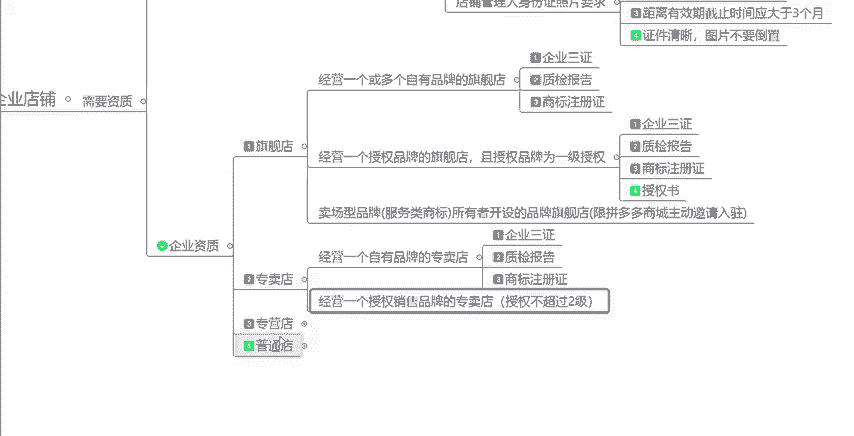 店铺管理人身份证照片要求
3 距离有效期截止时间应大于3个月
4 证件清晰，图片不要倒置
企业店铺
需要资质
企业资质
1 旗舰店
经营一个或多个自有品牌的旗舰店
1 企业三证
2 质检报告
3 商标注册证
经营一个授权品牌的旗舰店，且授权品牌为一级授权
1 企业三证
2 质检报告
3 商标注册证
4 授权书
卖场型品牌(服务类商标)所有者开设的品牌旗舰店(限拼多多商城主动邀请入驻)
2 专卖店
经营一个自有品牌的专卖店
1 企业三证
2 质检报告
3 商标注册证
经营一个授权销售品牌的专卖店（授权不超过2级）
3 专营店
4 普通店